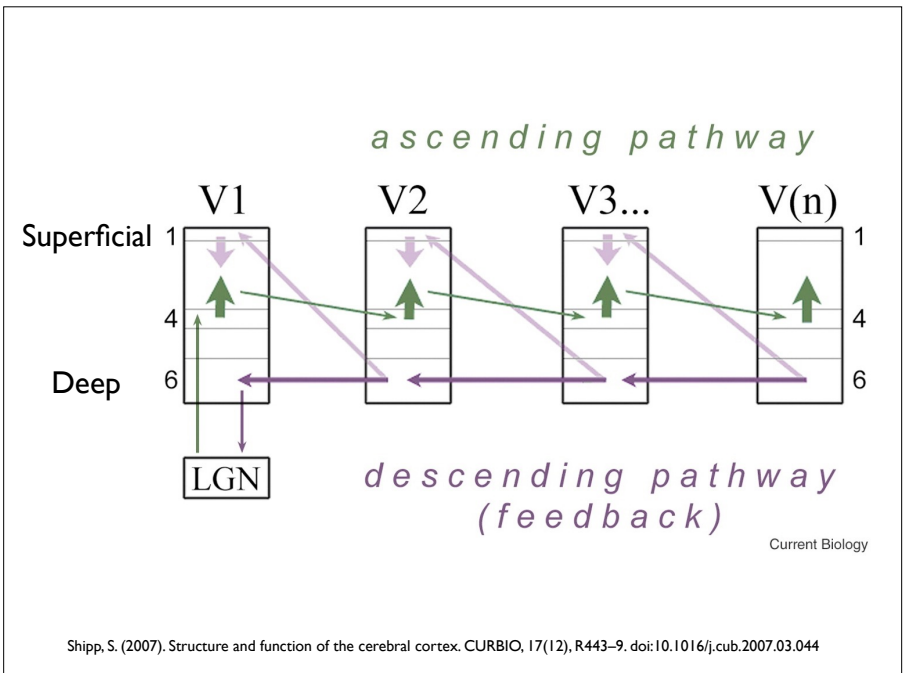 ascending pathway
V1 V2 V3... V(n)
Superficial 1 1
4 4
Deep 6 6
LGN
descending pathway
(feedback)
Current Biology
Shipp, S. (2007). Structure and function of the cerebral cortex. CURBIO, 17(12), R443–9. doi:10.1016/j.cub.2007.03.044